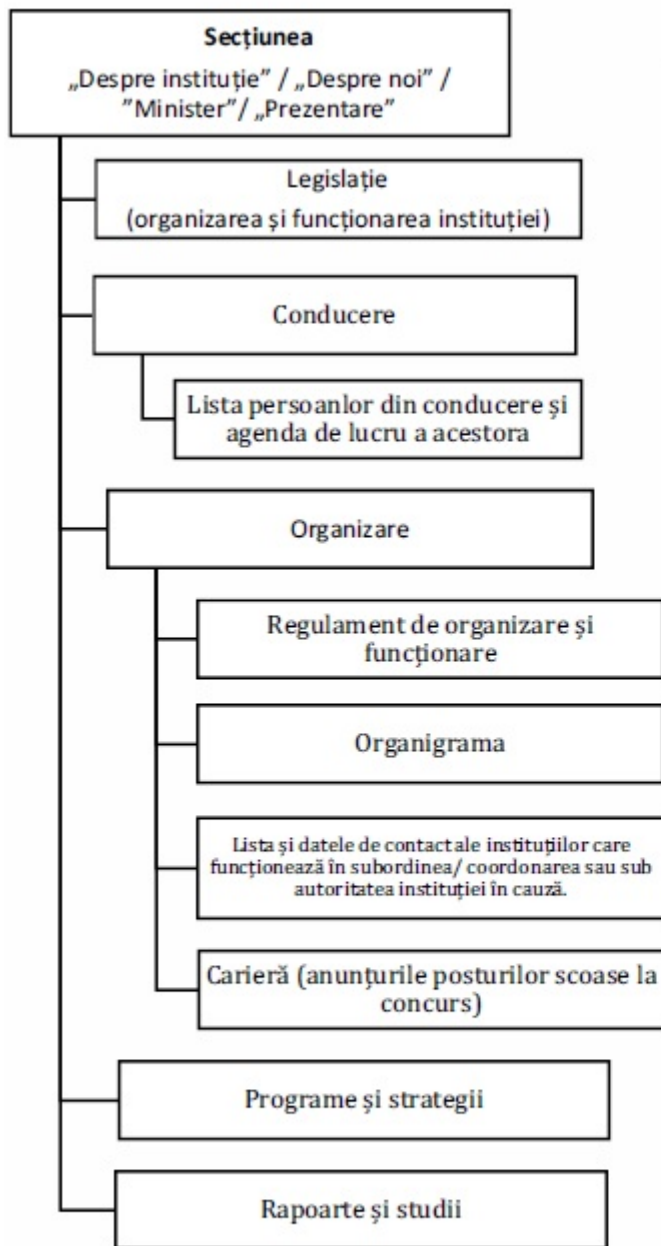 Secțiunea
„Despre instituție” / „Despre noi” /
”Minister”/ „Prezentare”
Legislație
(organizarea și funcționarea instituției)
Conducere
Lista persoanlor din conducere și
agenda de lucru a acestora
Organizare
Regulament de organizare și
funcționare
Organigrama
Lista și datele de contact ale instituțiilor care
funcționează în subordinea/ coordonarea sau sub
autoritatea instituției în cauză.
Carieră (anunțurile posturilor scoase la
concurs)
Programe și strategii
Rapoarte și studii